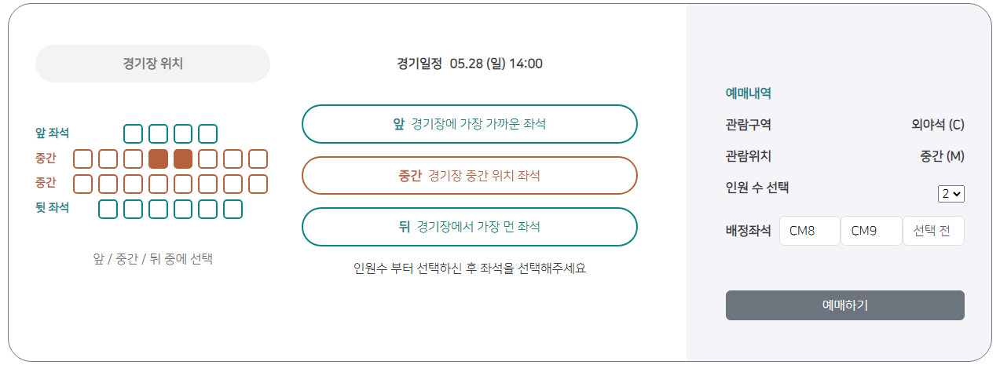 경기장 위치
앞 좌석
중간
중간
뒷 좌석
앞 / 중간 / 뒤 중에 선택
경기일정 05.28 (일) 14:00
앞 경기장에 가장 가까운 좌석
중간 경기장 중간 위치 좌석
뒤 경기장에서 가장 먼 좌석
인원수 부터 선택하신 후 좌석을 선택해주세요
예매내역
관람구역 외야석 (C)
관람위치 중간 (M)
인원 수 선택 2
배정좌석 CM8 CM9 선택 전
예매하기